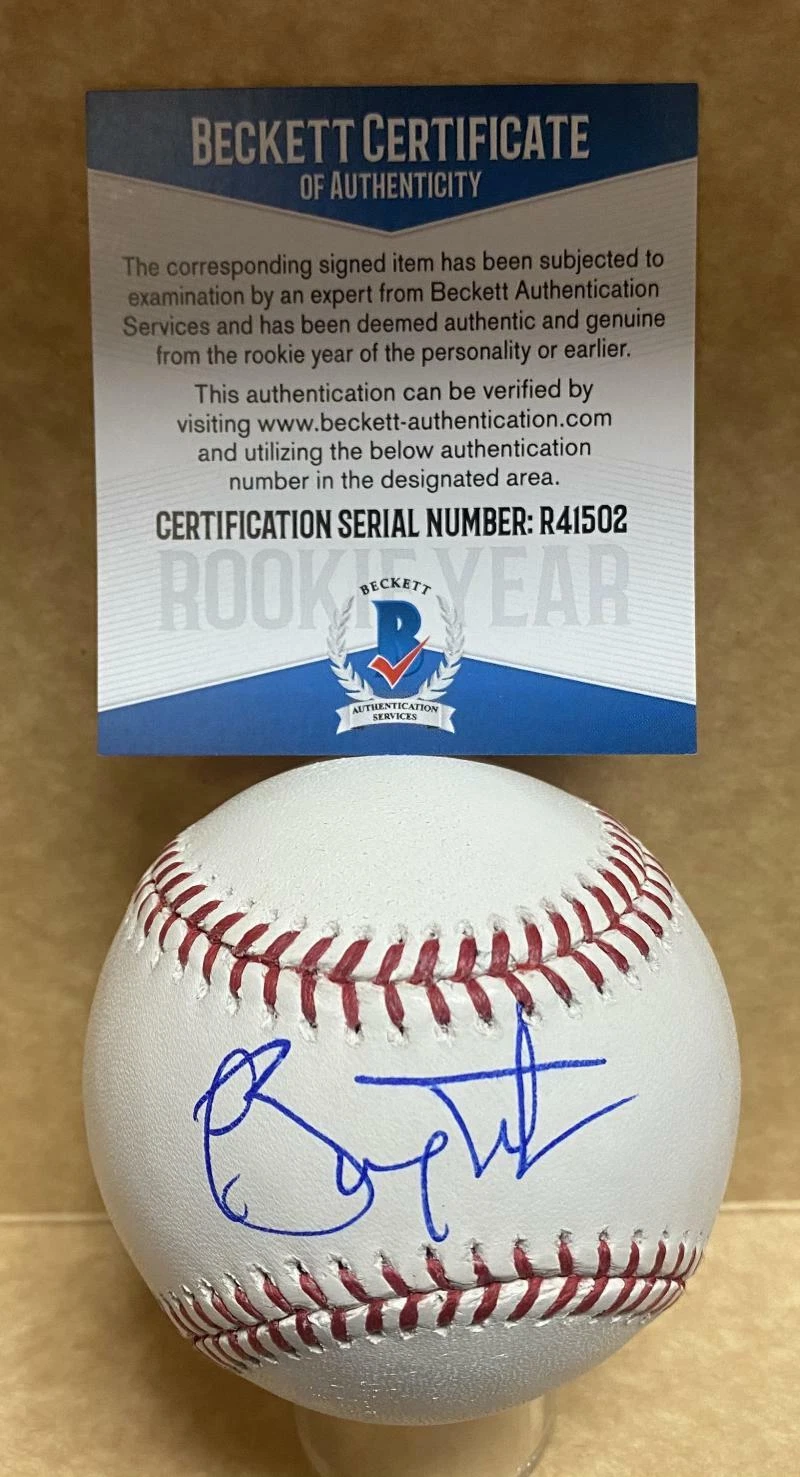 BECKETT CERTIFICATE
OF AUTHENTICITY
The corresponding signed item has been subjected to
examination by an expert from Beckett Authentication
Services and has been deemed authentic and genuine
from the rookie year of the personality or earlier.
This authentication can be verified by
visiting www.beckett-authentication.com
and utilizing the below authentication
number in the designated area.
CERTIFICATION SERIAL NUMBER: R41502
ROOKIE YEAR
BECKETT
B
AUTHENTICATION
SERVICES